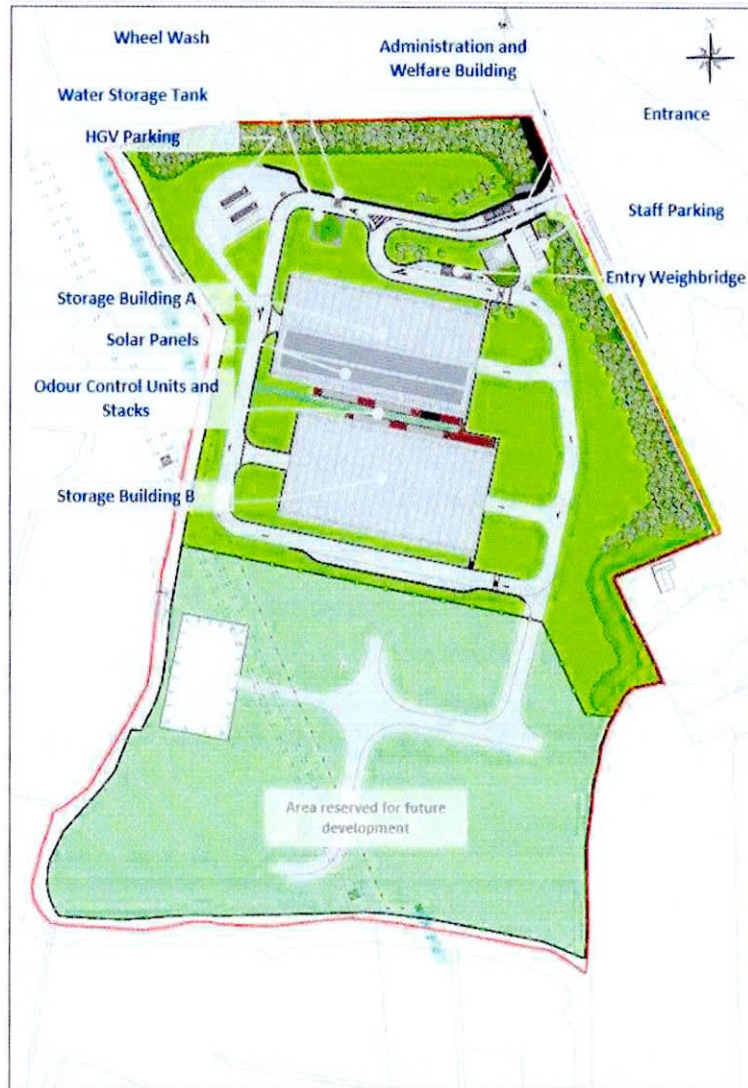 Wheel Wash
Administration and
Welfare Building
N
Water Storage Tank
Entrance
HGV Parking
Staff Parking
Entry Weighbridge
Storage Building A
Solar Panels
Odour Control Units and
Stacks
Storage Building B
Area reserved for future
development